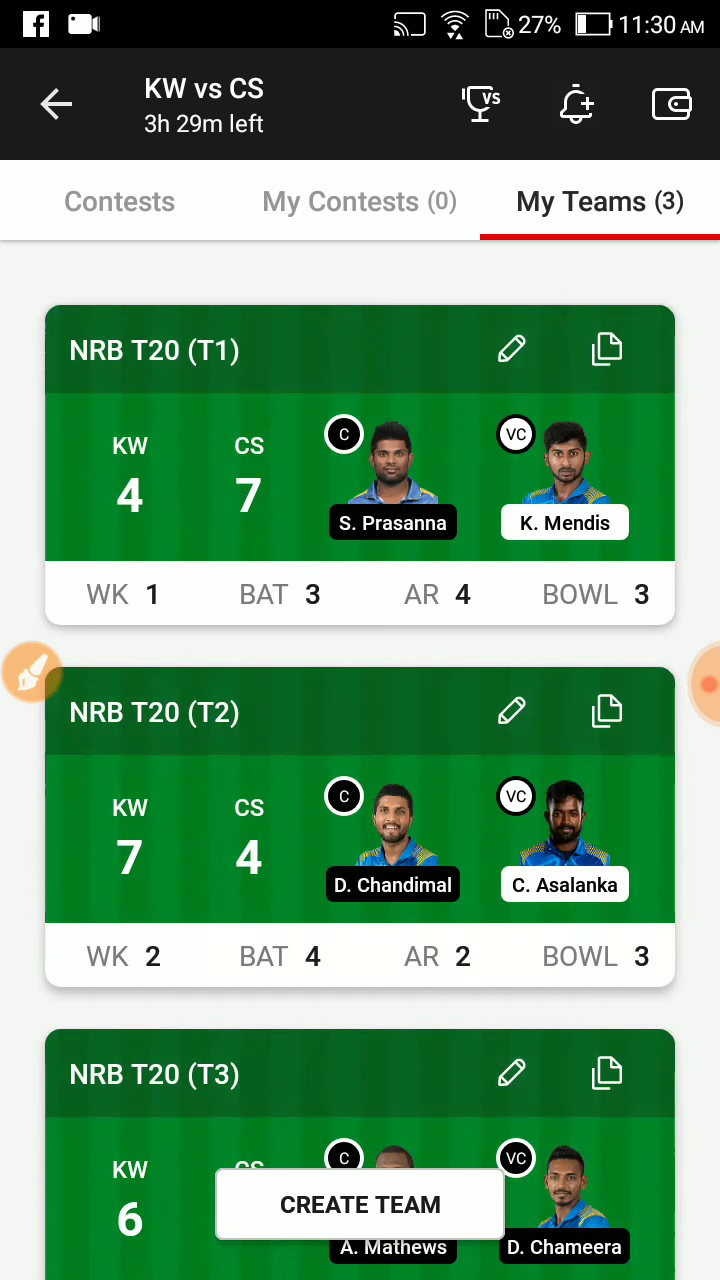 27% 11:30 AM
KW vs CS
3h 29m left
VS
Contests My Contests (0) My Teams (3)
NRB T20 (T1)
KW CS C VC
4 7
S. Prasanna K. Mendis
WK 1 BAT 3 AR 4 BOWL 3
NRB T20 (T2)
KW CS C VC
7 4
D. Chandimal C. Asalanka
WK 2 BAT 4 AR 2 BOWL 3
NRB T20 (T3)
KW CS C VC
6
CREATE TEAM
A. Mathews D. Chameera